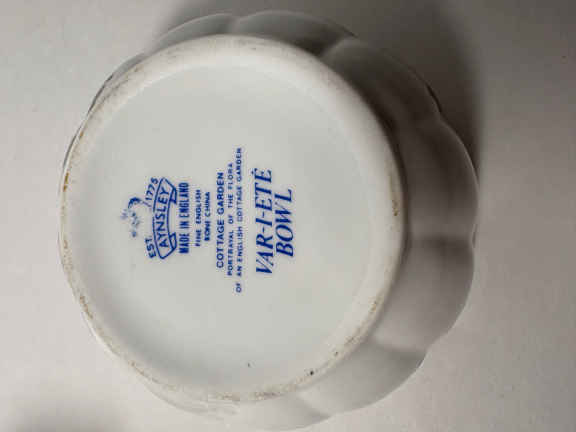 EST. 1775
AYNSLEY
MADE IN ENGLAND
FINE ENGLISH
BONE CHINA
COTTAGE GARDEN
PORTRAYAL OF THE FLORA
OF AN ENGLISH COTTAGE GARDEN
VAR-I-ETÈ
BOWL